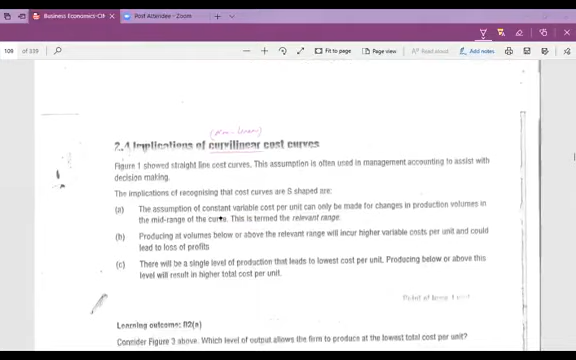 Business Economics-Ok
Post Attendee - Zoom
108 of 339
Fit to page
Page view
Read aloud
Add notes
(Non-linear)
2.4 Implications of curvilinear cost curves
Figure 1 showed straight line cost curves. This assumption is often used in management accounting to assist with
decision making.
The implications of recognising that cost curves are S shaped are:
(a) The assumption of constant variable cost per unit can only be made for changes in production volumes in
the mid-range of the curve. This is termed the relevant range.
(b) Producing at volumes below or above the relevant range will incur higher variable costs per unit and could
lead to loss of profits
(c) There will be a single level of production that leads to lowest cost per unit. Producing below or above this
level will result in higher total cost per unit.
Learning outcome: B2(a)
Consider Figure 3 above. Which level of output allows the firm to produce at the lowest total cost per unit?